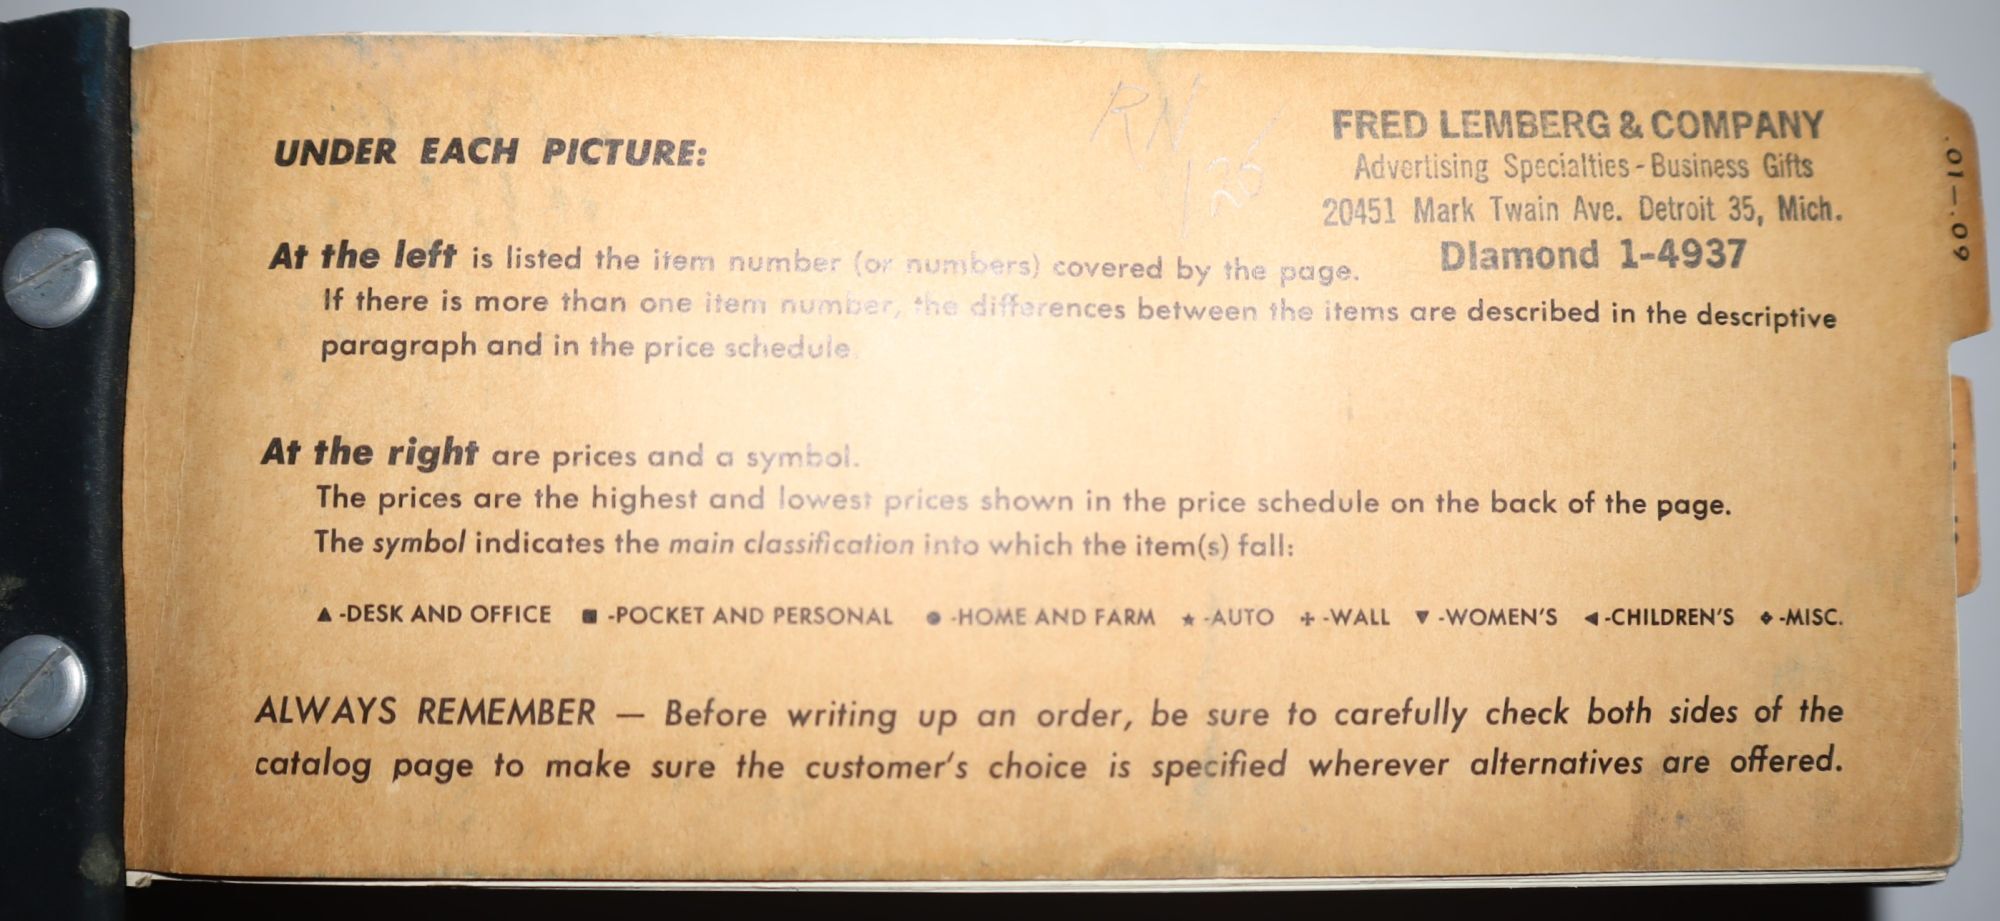 RN
126
FRED LEMBERG & COMPANY
Advertising Specialties - Business Gifts
20451 Mark Twain Ave. Detroit 35, Mich.
DIamond 1-4937
.01—.09
UNDER EACH PICTURE:
At the left is listed the item number (or numbers) covered by the page.
If there is more than one item number, the differences between the items are described in the descriptive
paragraph and in the price schedule.
At the right are prices and a symbol.
The prices are the highest and lowest prices shown in the price schedule on the back of the page.
The symbol indicates the main classification into which the item(s) fall:
▲-DESK AND OFFICE ■-POCKET AND PERSONAL ●-HOME AND FARM ★-AUTO +-WALL ▼-WOMEN'S ◄-CHILDREN'S ◆-MISC.
ALWAYS REMEMBER — Before writing up an order, be sure to carefully check both sides of the
catalog page to make sure the customer's choice is specified wherever alternatives are offered.